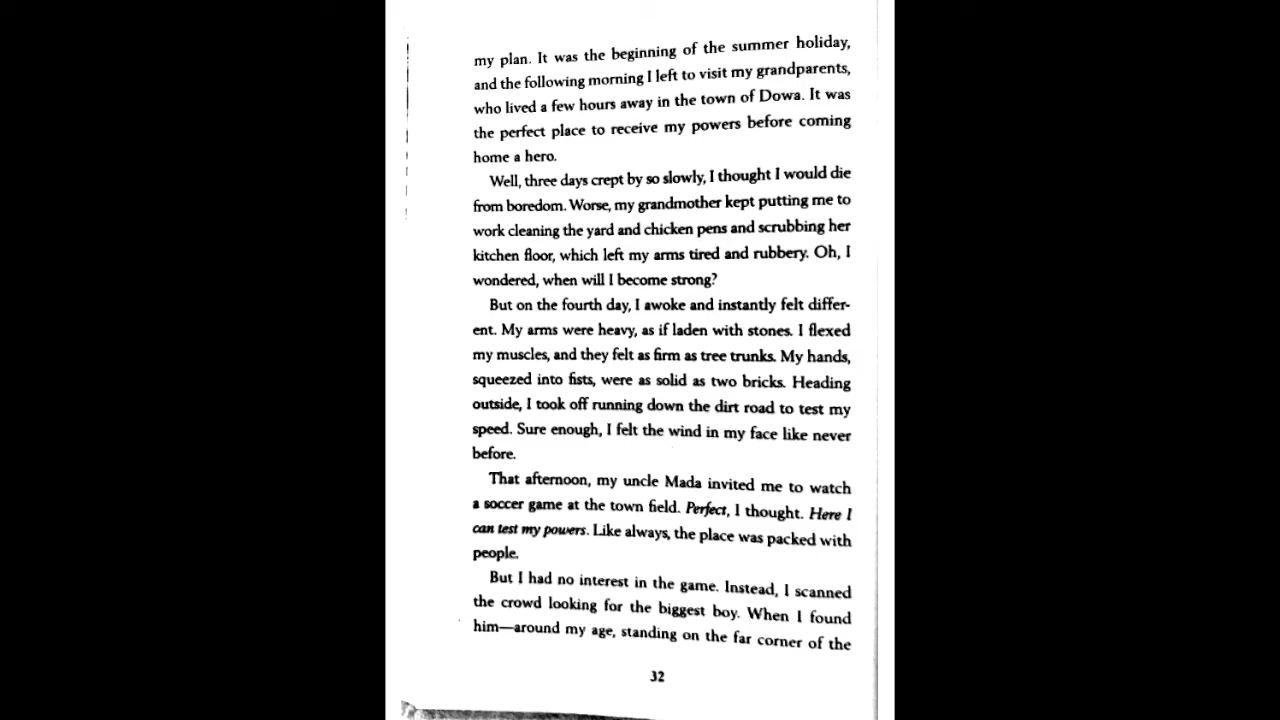 my plan. It was the beginning of the summer holiday,
and the following morning I left to visit my grandparents,
who lived a few hours away in the town of Dowa. It was
the perfect place to receive my powers before coming
home a hero.
Well, three days crept by so slowly, I thought I would die
from boredom. Worse, my grandmother kept putting me to
work cleaning the yard and chicken pens and scrubbing her
kitchen floor, which left my arms tired and rubbery. Oh, I
wondered, when will I become strong?
But on the fourth day, I awoke and instantly felt differ-
ent. My arms were heavy, as if laden with stones. I flexed
my muscles, and they felt as firm as tree trunks. My hands,
squeezed into fists, were as solid as two bricks. Heading
outside, I took off running down the dirt road to test my
speed. Sure enough, I felt the wind in my face like never
before.
That afternoon, my uncle Mada invited me to watch
a soccer game at the town field. Perfect, I thought. Here I
can test my powers. Like always, the place was packed with
people.
But I had no interest in the game. Instead, I scanned
the crowd looking for the biggest boy. When I found
him—around my age, standing on the far corner of the
32